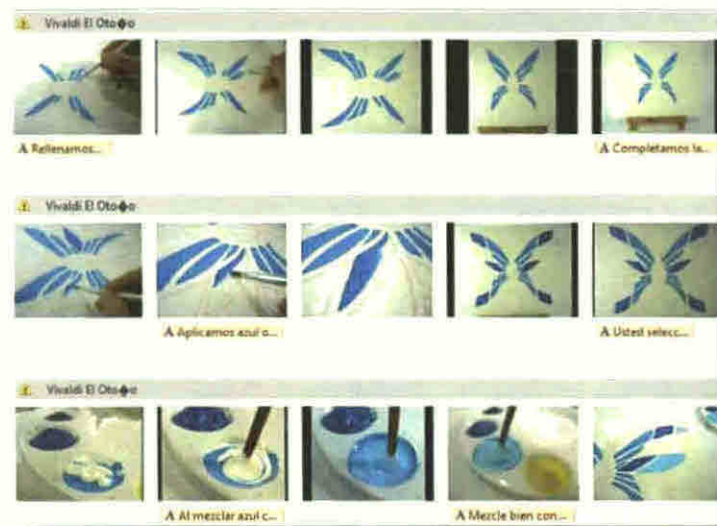 Vivaldi El Oto�o
A Rellenamos...
A Completamos la...
Vivaldi El Oto�o
A Aplicamos azul o...
A Usted selecc...
Vivaldi El Oto�o
A Al mezclar azul c...
A Mezcle bien con...